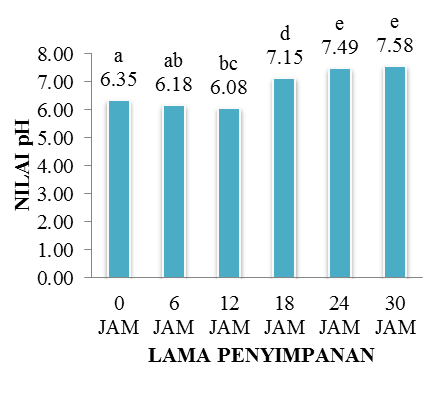 a
6.35
ab
6.18
bc
6.08
d
7.15
e
7.49
e
7.58
8.00
7.00
6.00
5.00
4.00
3.00
2.00
1.00
0.00
NILAI pH
0
JAM
6
JAM
12
JAM
18
JAM
24
JAM
30
JAM
LAMA PENYIMPANAN